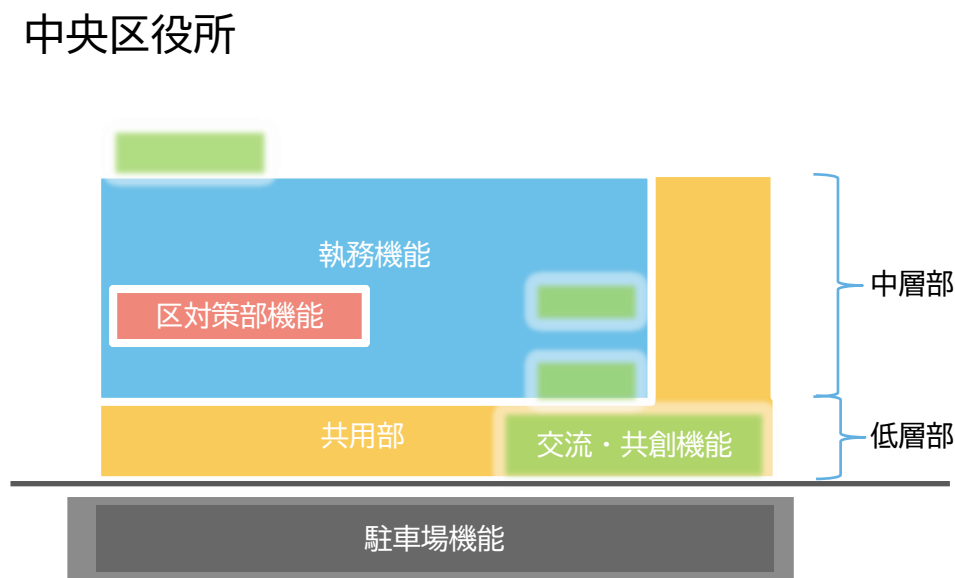 中央区役所
執務機能
区対策部機能
中層部
共用部
交流・共創機能
低層部
駐車場機能